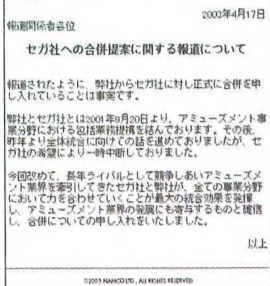 2003年4月17日
報道関係者各位
セガ社への合併提案に関する報道について
報道されたように、弊社からセガ社に対し正式に合併を申
し入れていることは事実です。
弊社とセガ社とは2001年9月20日より、アミューズメント事
業分野における包括業務提携を結んでおります。その後、
昨年より全体統合に向けての話を進めておりましたが、セ
ガ社の希望により一時中断しておりました。
今回改めて、長年ライバルとして競争しあいアミューズメ
ント業界を牽引してきたセガ社と弊社が、全ての事業分野
において力を合わせていくことが最大の統合効果を発揮
し、アミューズメント業界の発展にも寄与するものと確信
し、合併についての申し入れをいたしました。
以上
©2003 NAMCO LTD., ALL RIGHTS RESERVED